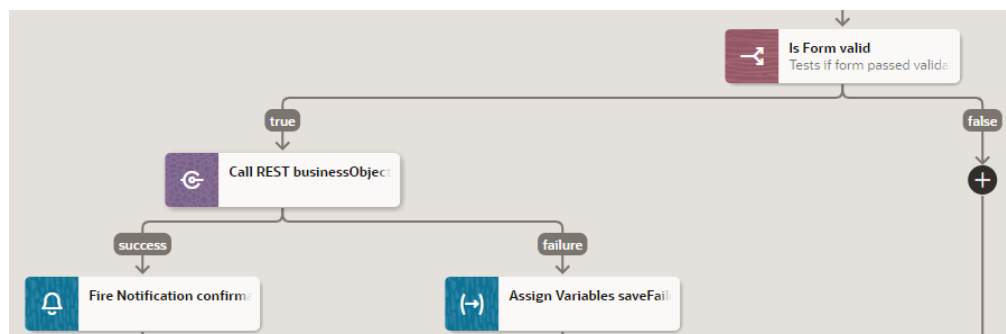 Is Form valid
Tests if form passed valida
true
false
Call REST businessObject
success
failure
Fire Notification confirma
Assign Variables saveFail